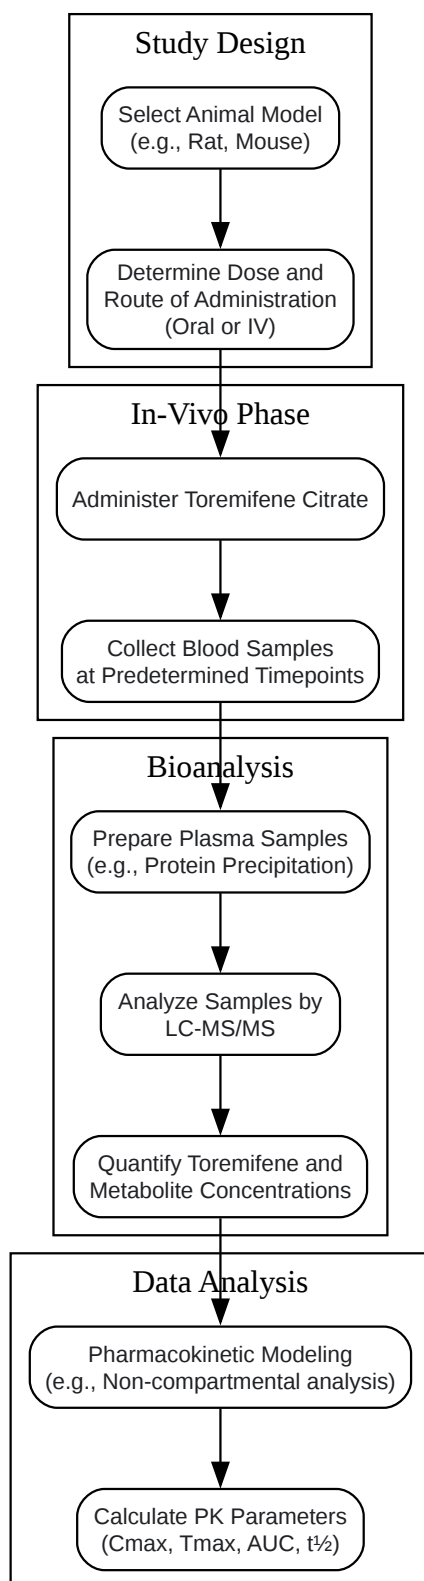 Study Design
Select Animal Model
(e.g., Rat, Mouse)
Determine Dose and
Route of Administration
(Oral or IV)
In-Vivo Phase
Administer Toremifene Citrate
Collect Blood Samples
at Predetermined Timepoints
Bioanalysis
Prepare Plasma Samples
(e.g., Protein Precipitation)
Analyze Samples by
LC-MS/MS
Quantify Toremifene and
Metabolite Concentrations
Data Analysis
Pharmacokinetic Modeling
(e.g., Non-compartmental analysis)
Calculate PK Parameters
(Cmax, Tmax, AUC, t½)